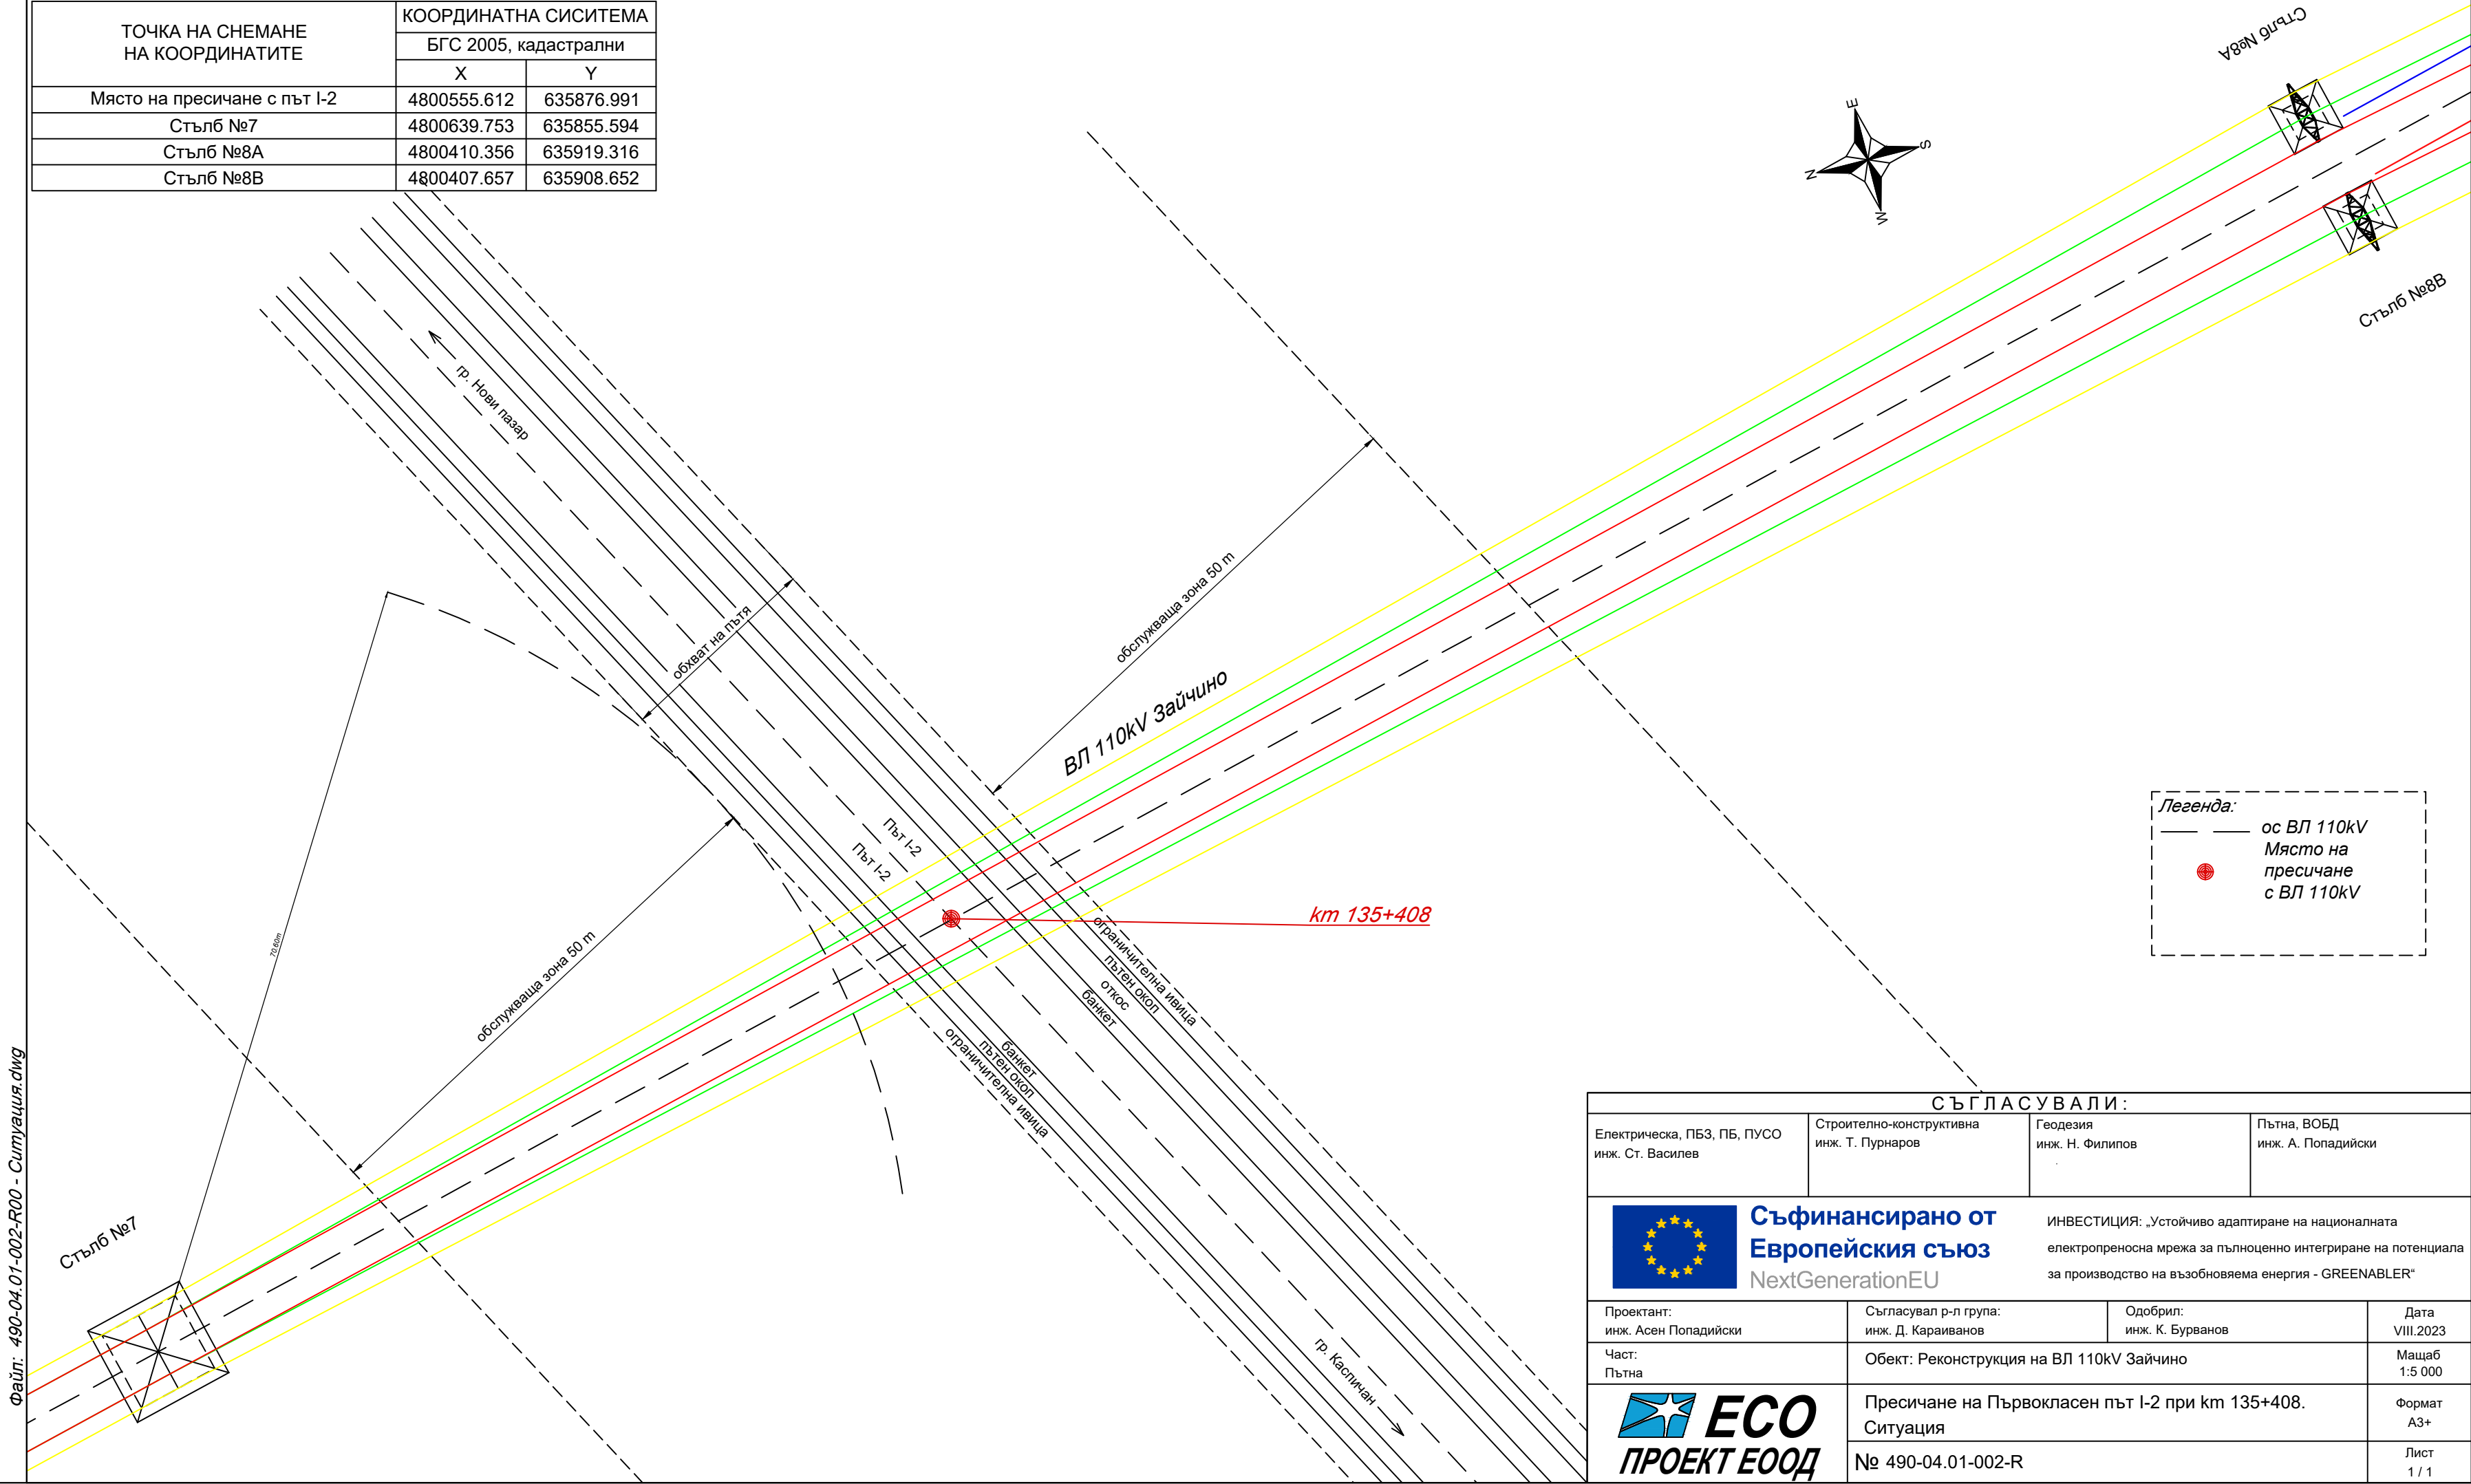 ТОЧКА НА СНЕМАНЕ
НА КООРДИНАТИТЕ
КООРДИНАТНА СИСИТЕМА
БГС 2005, кадастрални
X Y
Място на пресичане с път I-2 4800555.612 635876.991
Стълб №7 4800639.753 635855.594
Стълб №8А 4800410.356 635919.316
Стълб №8В 4800407.657 635908.652
Стълб №8А
E
S
N
W
Стълб №8В
гр. Нови пазар
обхват на пътя
обслужваща зона 50 m
ВЛ 110kV Зайчино
Път I-2
Път I-2
km 135+408
70.60m
обслужваща зона 50 m
ограничителна ивица
пътен окоп
откос
банкет
банкет
пътен окоп
ограничителна ивица
Стълб №7
гр. Каспичан
Легенда:
ос ВЛ 110kV
Място на
пресичане
с ВЛ 110kV
Файл: 490-04.01-002-R00 - Ситуация.dwg
СЪГЛАСУВАЛИ:
Електрическа, ПБЗ, ПБ, ПУСО
инж. Ст. Василев
Строително-конструктивна
инж. Т. Пурнаров
Геодезия
инж. Н. Филипов
Пътна, ВОБД
инж. А. Попадийски
Съфинансирано от
Европейския съюз
NextGenerationEU
ИНВЕСТИЦИЯ: „Устойчиво адаптиране на националната
електропреносна мрежа за пълноценно интегриране на потенциала
за производство на възобновяема енергия - GREENABLER“
Проектант:
инж. Асен Попадийски
Съгласувал р-л група:
инж. Д. Караиванов
Одобрил:
инж. К. Бурванов
Дата
VIII.2023
Част:
Пътна
Обект: Реконструкция на ВЛ 110kV Зайчино
Мащаб
1:5 000
ECO
ПРОЕКТ ЕООД
Пресичане на Първокласен път I-2 при km 135+408.
Ситуация
Формат
А3+
№ 490-04.01-002-R
Лист
1 / 1